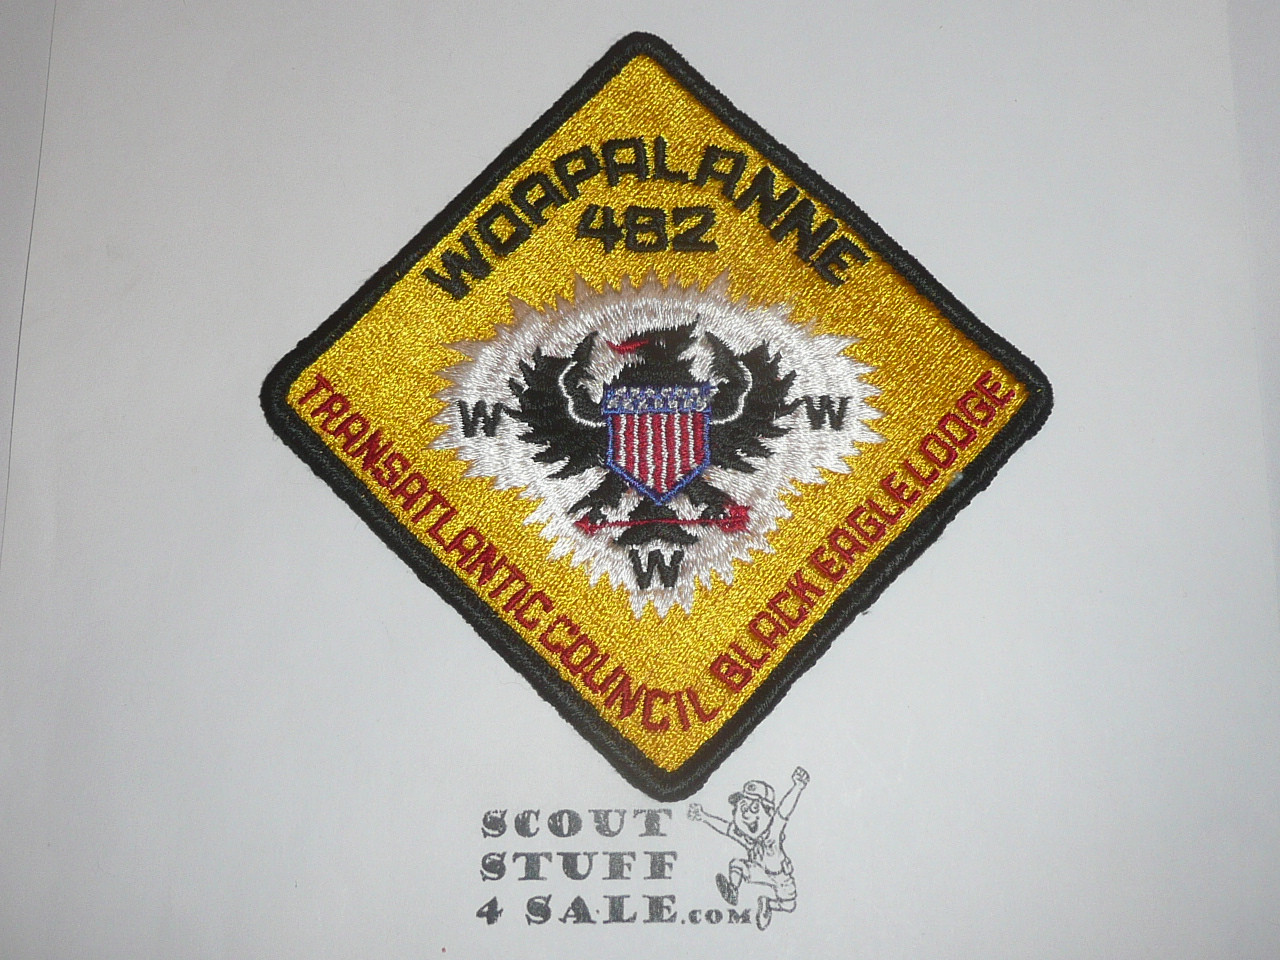 WOAPALANNE
482
W W
W
TRANSATLANTIC COUNCIL BLACK EAGLE LODGE
SCOUT
STUFF
4 SALE.COM